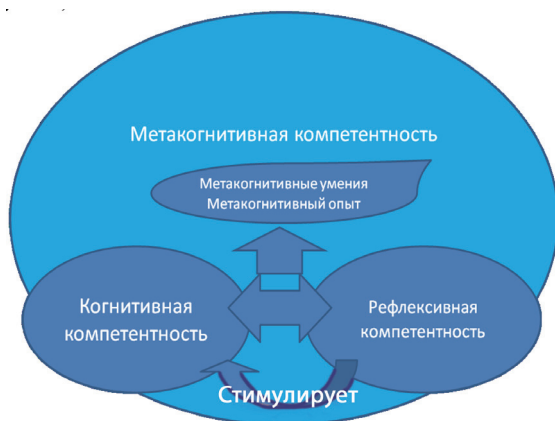 Метакогнитивная компетентность
Метакогнитивные умения
Метакогнитивный опыт
Когнитивная
компетентность
Рефлексивная
компетентность
Стимулирует